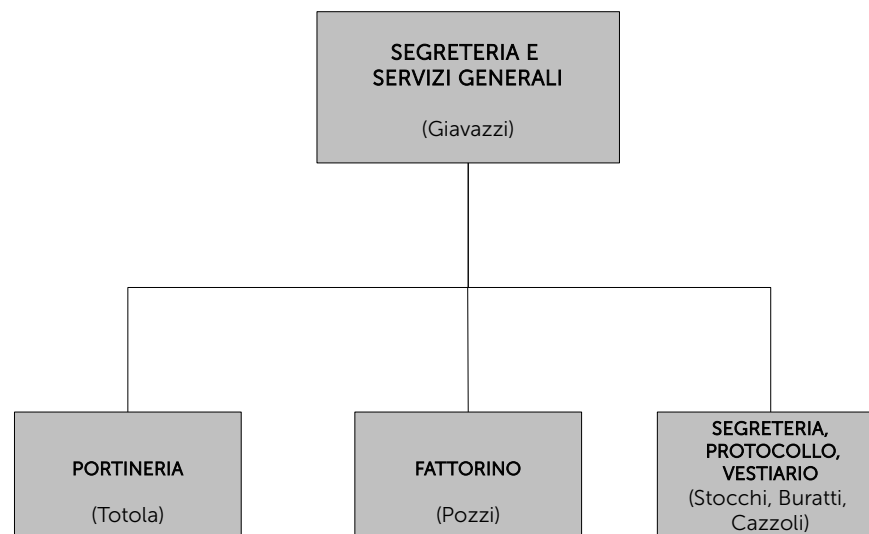 SEGRETERIA E
SERVIZI GENERALI
(Giavazzi)
PORTINERIA
(Totola)
FATTORINO
(Pozzi)
SEGRETERIA,
PROTOCOLLO,
VESTIARIO
(Stocchi, Buratti,
Cazzoli)